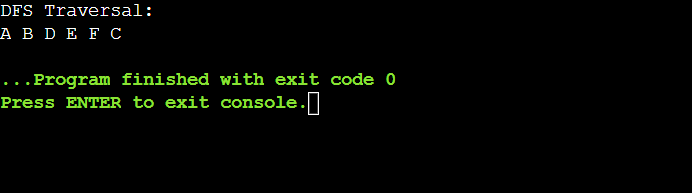 DFS Traversal:
A B D E F C
...Program finished with exit code 0
Press ENTER to exit console.